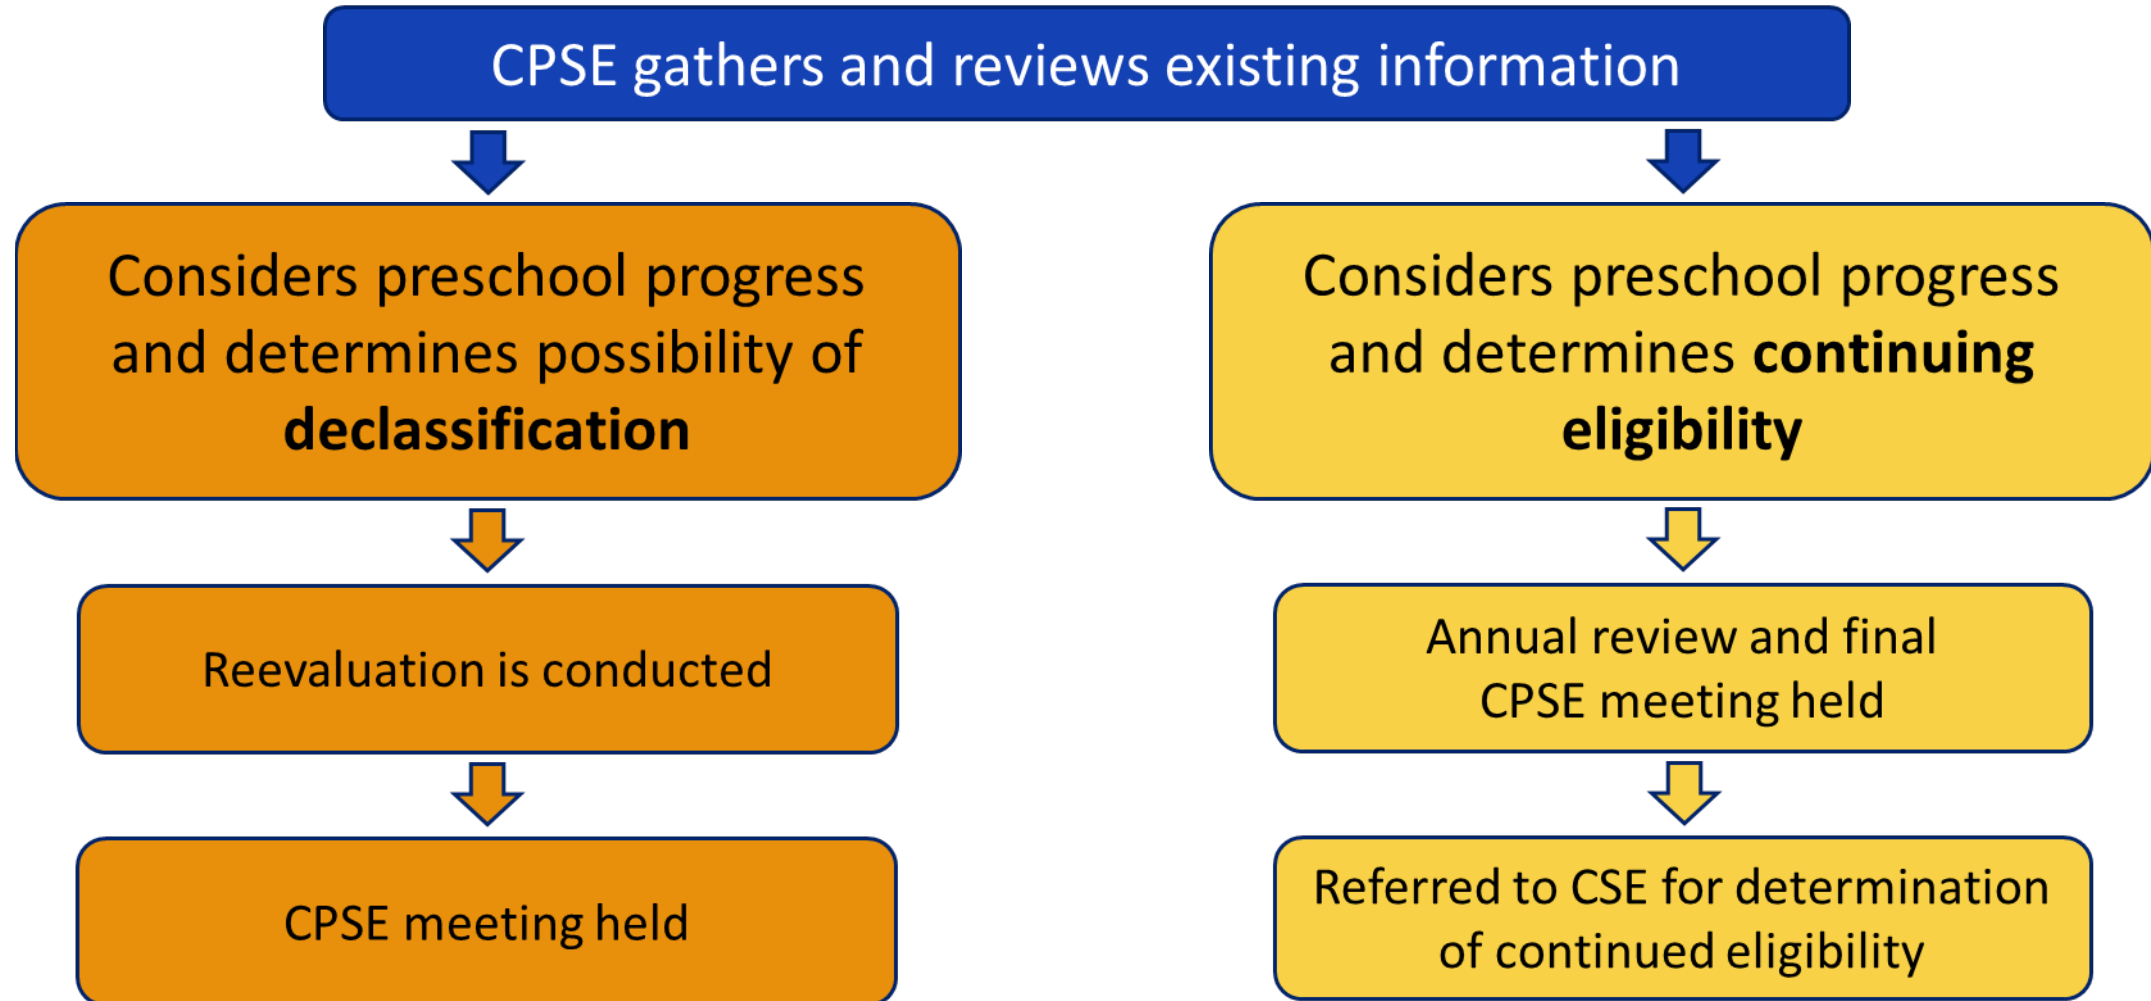 CPSE gathers and reviews existing information
Considers preschool progress
and determines possibility of
declassification
Reevaluation is conducted
CPSE meeting held
Considers preschool progress
and determines continuing
eligibility
Annual review and final
CPSE meeting held
Referred to CSE for determination
of continued eligibility